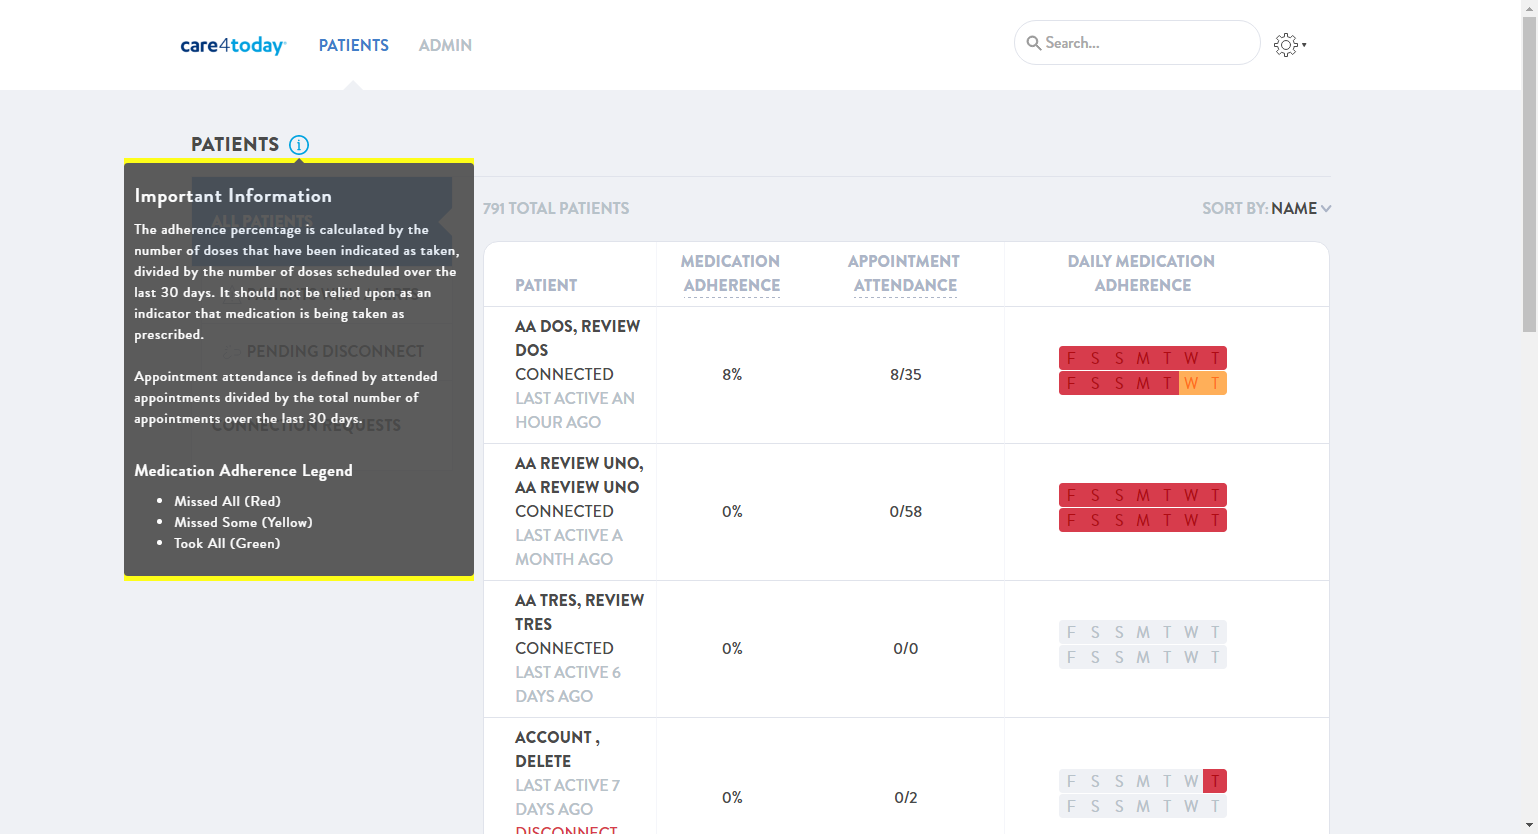 care4today
PATIENTS
ADMIN
Search...
PATIENTS
Important Information
ALL PATIENTS
The adherence percentage is calculated by the
number of doses that have been indicated as taken,
divided by the number of doses scheduled over the
last 30 days. It should not be relied upon as an
indicator that medication is being taken as
prescribed.
PENDING DISCONNECT
Appointment attendance is defined by attended
appointments divided by the total number of
appointments over the last 30 days.
CONNECTION REQUESTS
Medication Adherence Legend
• Missed All (Red)
• Missed Some (Yellow)
• Took All (Green)
791 TOTAL PATIENTS
SORT BY: NAME
PATIENT
MEDICATION
ADHERENCE
APPOINTMENT
ATTENDANCE
DAILY MEDICATION
ADHERENCE
AA DOS, REVIEW
DOS
CONNECTED
LAST ACTIVE AN
HOUR AGO
8%
8/35
F S S M T W T
F S S M T W T
AA REVIEW UNO,
AA REVIEW UNO
CONNECTED
LAST ACTIVE A
MONTH AGO
0%
0/58
F S S M T W T
F S S M T W T
AA TRES, REVIEW
TRES
CONNECTED
LAST ACTIVE 6
DAYS AGO
0%
0/0
F S S M T W T
F S S M T W T
ACCOUNT ,
DELETE
LAST ACTIVE 7
DAYS AGO
DISCONNECT
0%
0/2
F S S M T W T
F S S M T W T